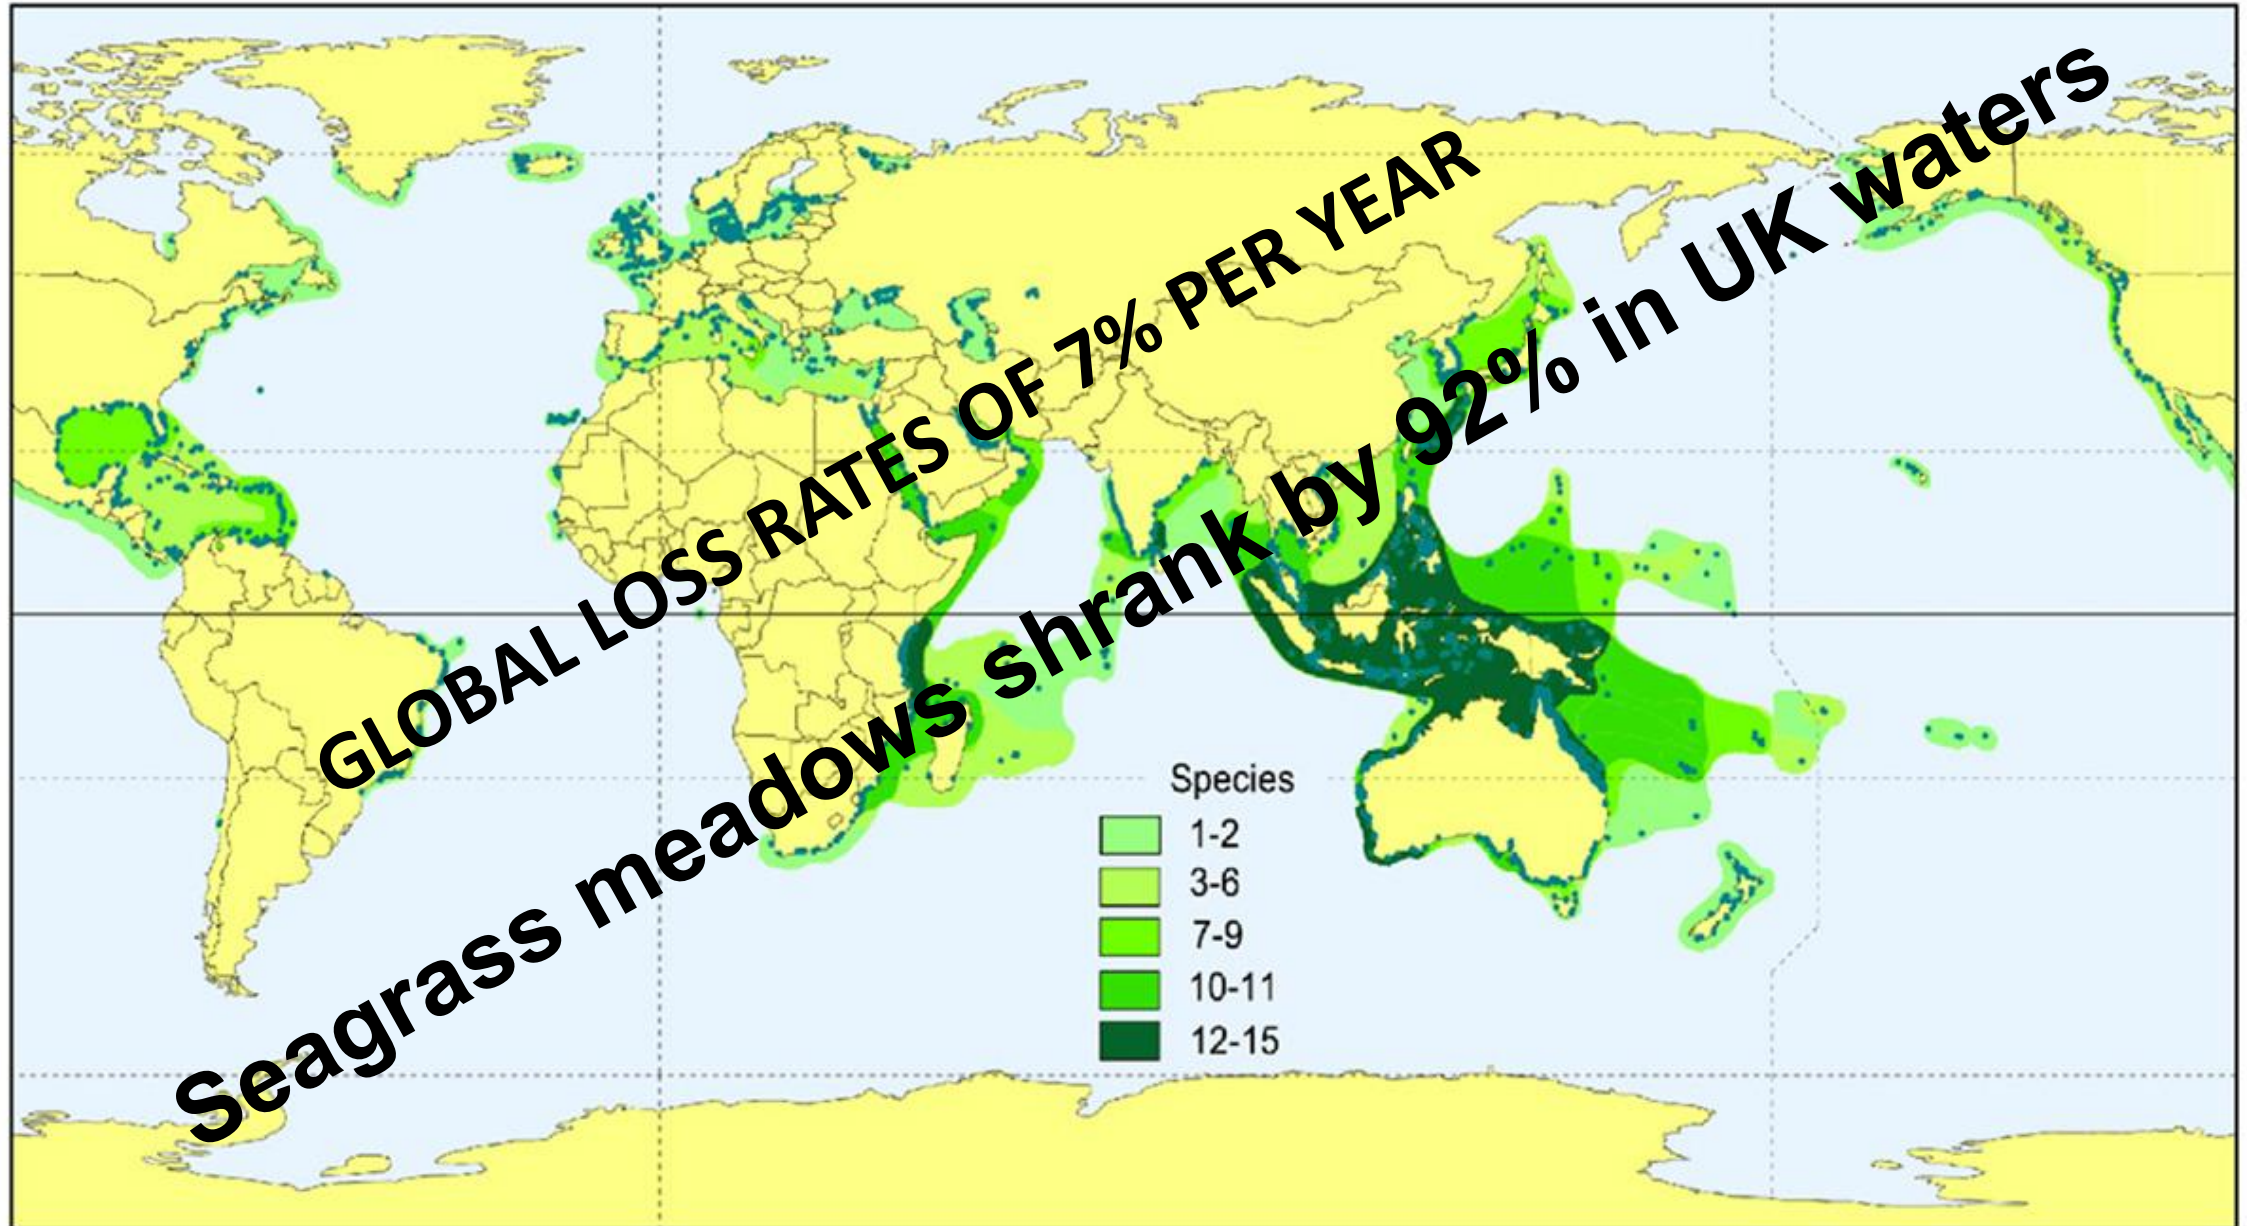 GLOBAL LOSS RATES OF 7% PER YEAR
Seagrass meadows shrank by 92% in UK waters
Species
1-2
3-6
7-9
10-11
12-15